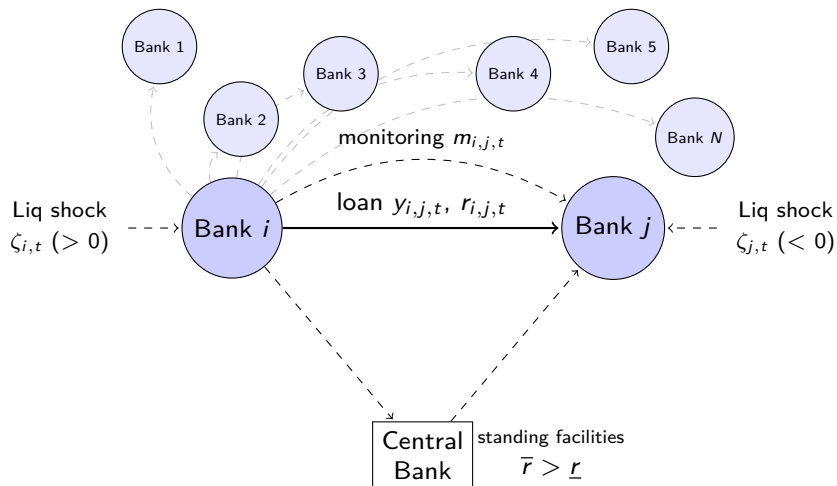 Bank 1
Bank 2
Bank 3
Bank 4
Bank 5
Bank N
monitoring m_{i,j,t}
loan y_{i,j,t}, r_{i,j,t}
Liq shock
ζ_{i,t} (> 0)
Bank i
Bank j
Liq shock
ζ_{j,t} (< 0)
Central
Bank
standing facilities
r̅ > r̲